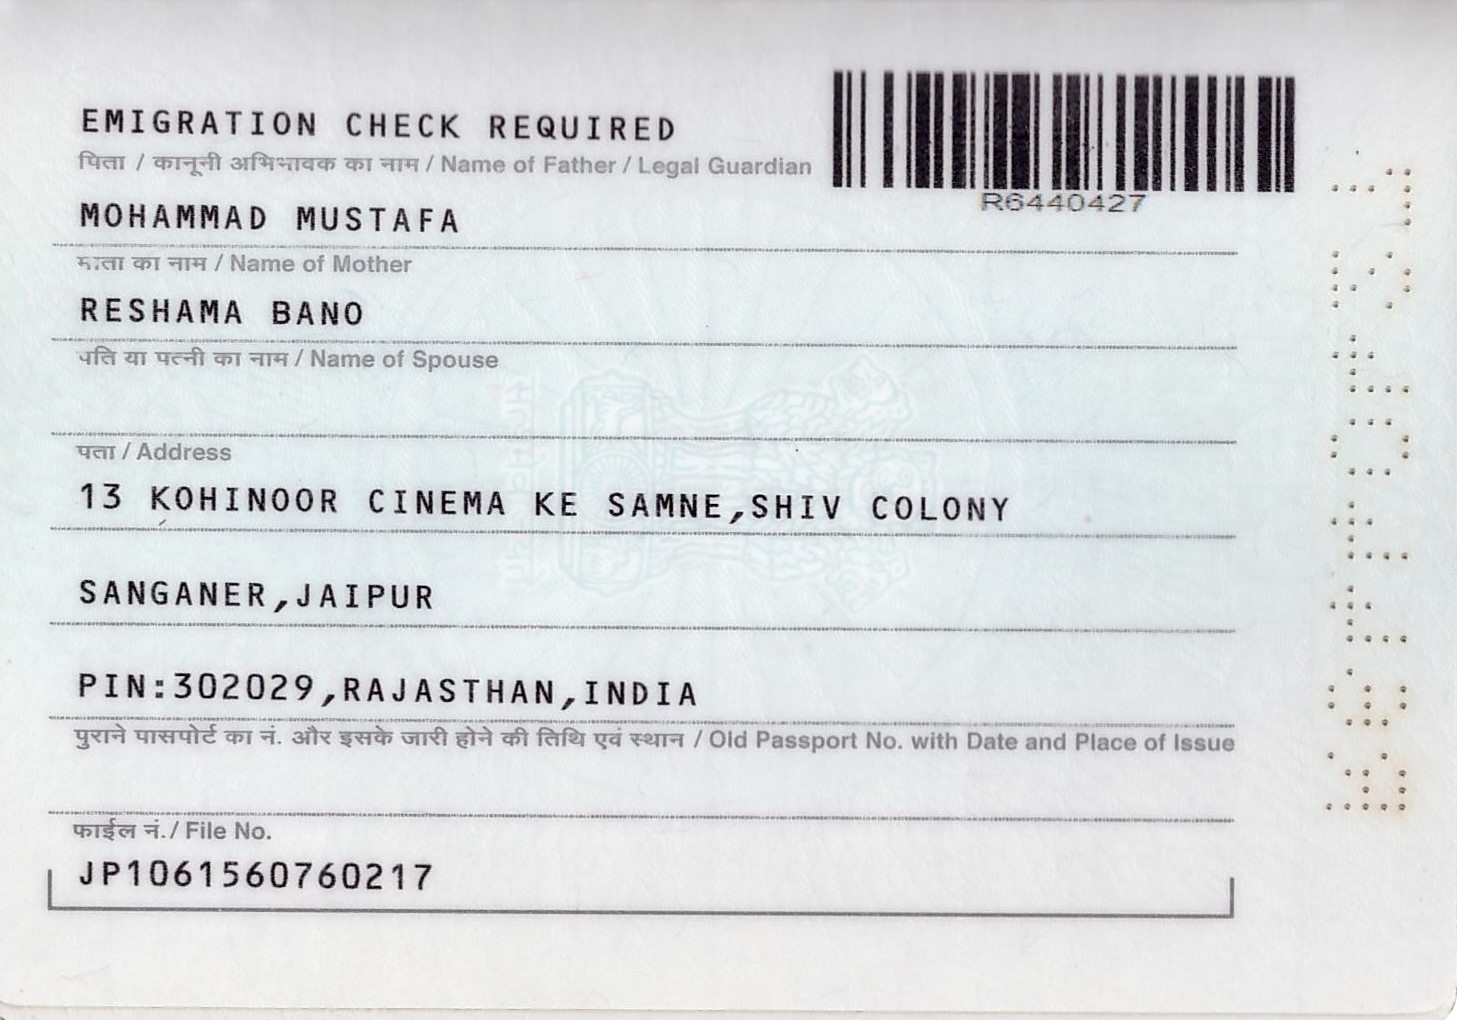 EMIGRATION CHECK REQUIRED
पिता / कानूनी अभिभावक का नाम / Name of Father / Legal Guardian
R6440427
MOHAMMAD MUSTAFA
माता का नाम / Name of Mother
RESHAMA BANO
पति या पत्नी का नाम / Name of Spouse
पता / Address
13 KOHINOOR CINEMA KE SAMNE,SHIV COLONY
SANGANER,JAIPUR
PIN:302029,RAJASTHAN,INDIA
पुराने पासपोर्ट का नं. और इसके जारी होने की तिथि एवं स्थान / Old Passport No. with Date and Place of Issue
फाईल नं./ File No.
JP1061560760217